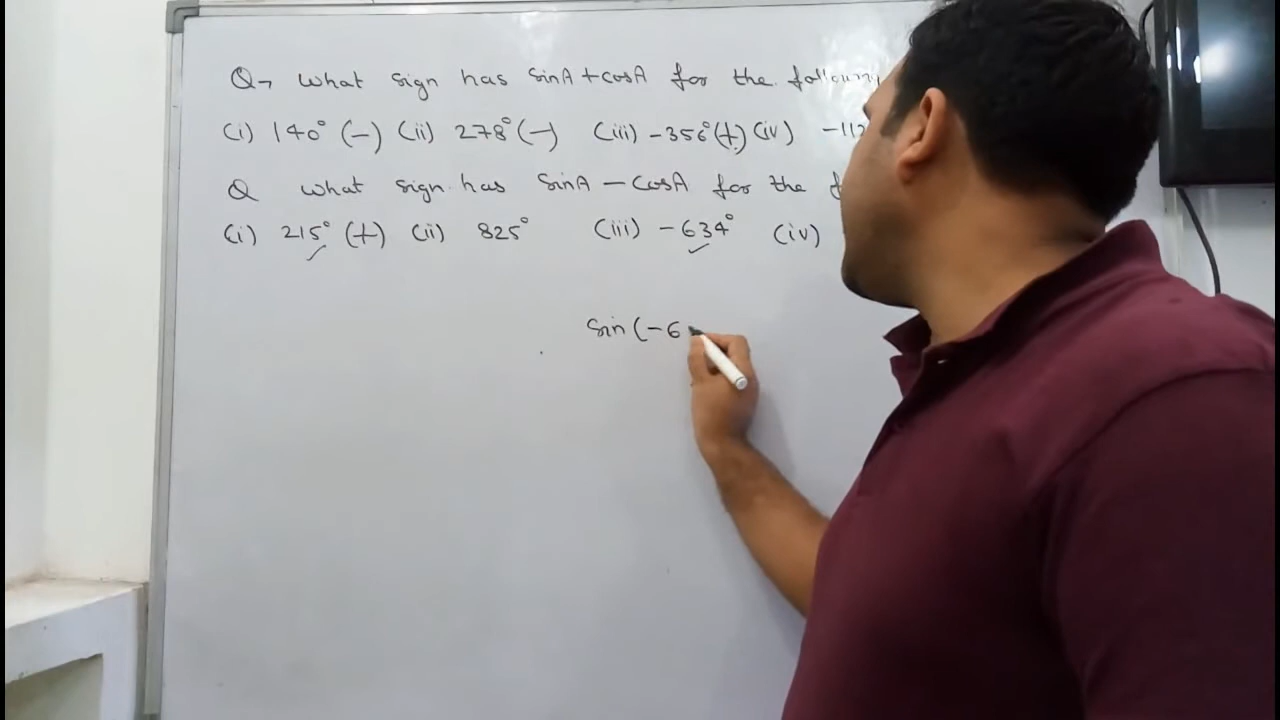 Q→ What sign has sinA + cosA for the
(i) 140° (−) (ii) 278° (−) (iii) −356° (+) (iv)
Q what sign has sinA − cosA for the
(i) 215° (+) (ii) 825° (iii) −634° (iv)
sin (−6